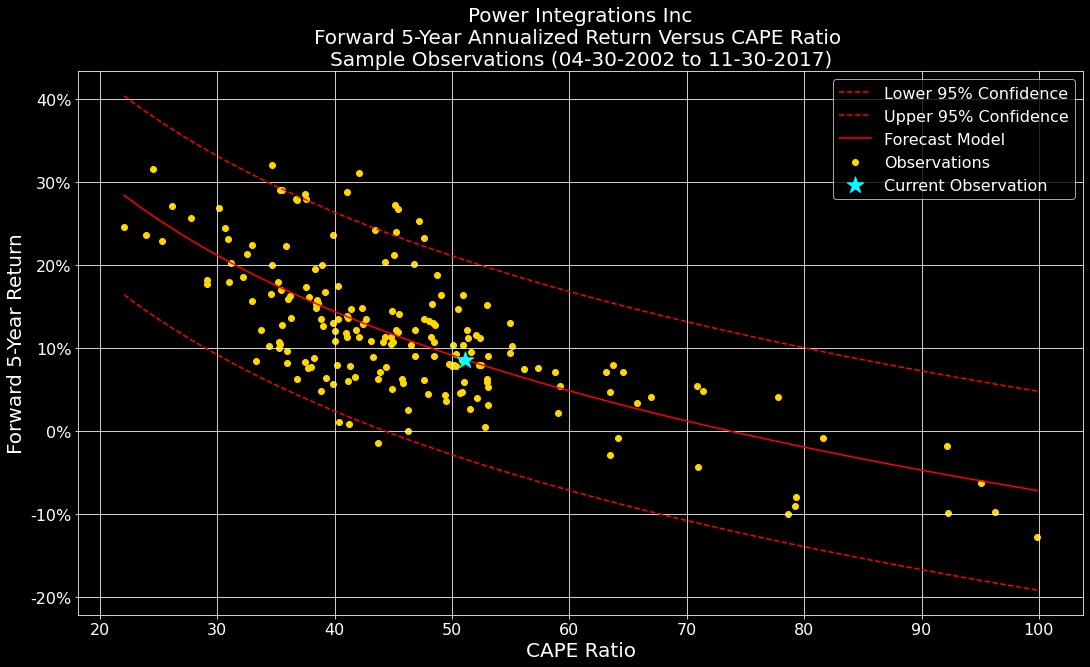 Power Integrations Inc
Forward 5-Year Annualized Return Versus CAPE Ratio
Sample Observations (04-30-2002 to 11-30-2017)
Lower 95% Confidence
Upper 95% Confidence
Forecast Model
Observations
Current Observation
Forward 5-Year Return
40%
30%
20%
10%
0%
-10%
-20%
20 30 40 50 60 70 80 90 100
CAPE Ratio